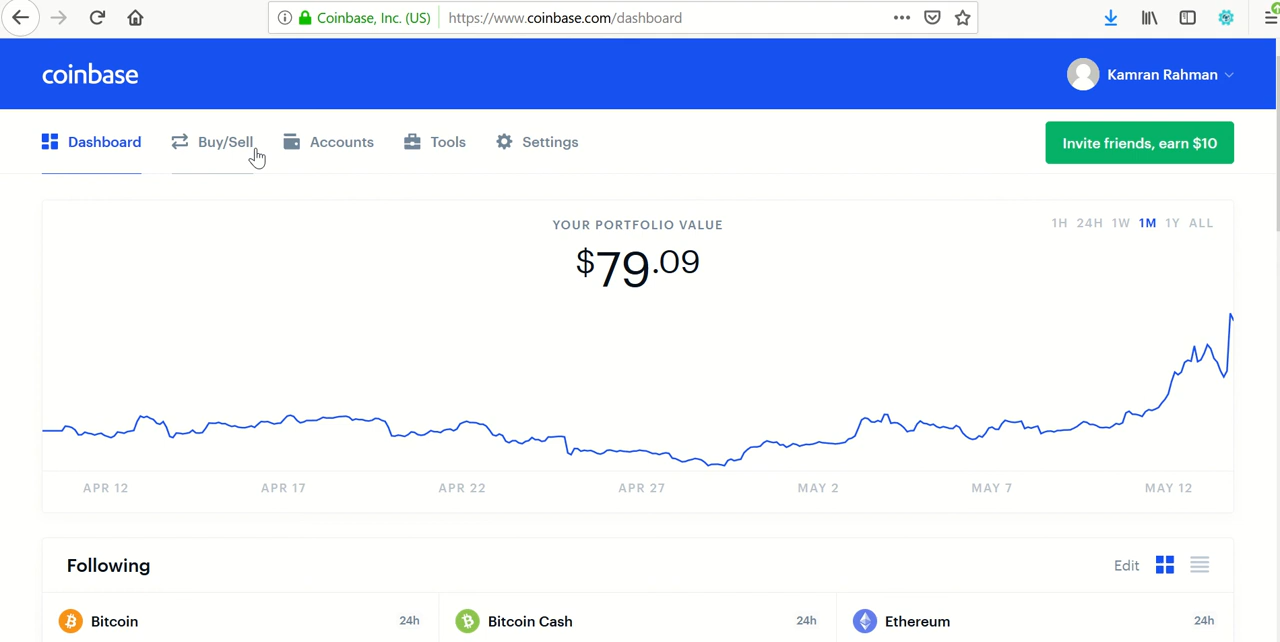 Coinbase, Inc. (US) https://www.coinbase.com/dashboard
coinbase
Kamran Rahman
Dashboard Buy/Sell Accounts Tools Settings
Invite friends, earn $10
YOUR PORTFOLIO VALUE
1H 24H 1W 1M 1Y ALL
$79.09
APR 12 APR 17 APR 22 APR 27 MAY 2 MAY 7 MAY 12
Following
Edit
Bitcoin 24h Bitcoin Cash 24h Ethereum 24h